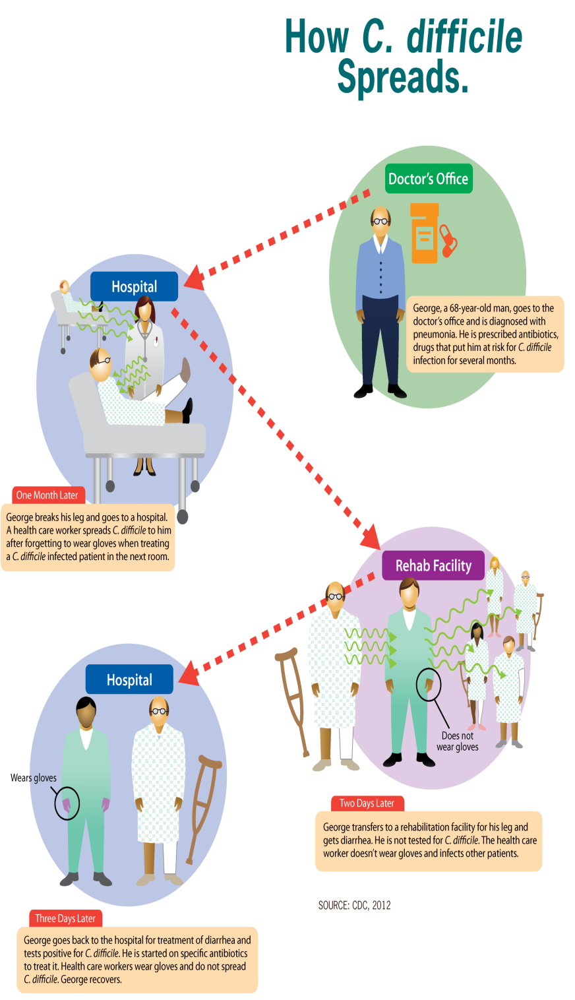 How C. difficile
Spreads.
Doctor's Office
George, a 68-year-old man, goes to the
doctor's office and is diagnosed with
pneumonia. He is prescribed antibiotics,
drugs that put him at risk for C. difficile
infection for several months.
Hospital
One Month Later
George breaks his leg and goes to a hospital.
A health care worker spreads C. difficile to him
after forgetting to wear gloves when treating
a C. difficile infected patient in the next room.
Rehab Facility
Does not
wear gloves
Two Days Later
George transfers to a rehabilitation facility for his leg and
gets diarrhea. He is not tested for C. difficile. The health care
worker doesn't wear gloves and infects other patients.
Hospital
Wears gloves
Three Days Later
George goes back to the hospital for treatment of diarrhea and
tests positive for C. difficile. He is started on specific antibiotics
to treat it. Health care workers wear gloves and do not spread
C. difficile. George recovers.
SOURCE: CDC, 2012